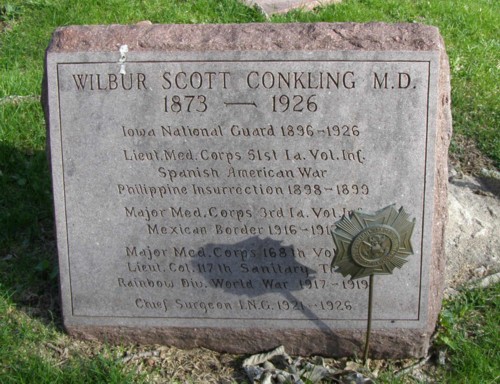 WILBUR SCOTT CONKLING M.D.
1873 — 1926
Iowa National Guard 1896-1926
Lieut. Med. Corps 51st Ia. Vol. Inf.
Spanish American War
Philippine Insurrection 1898-1899
Major Med. Corps 3rd Ia. Vol.
Mexican Border 1916-
Major Med. Corps 168th
Lieut. Col. 117th Sanitary
Rainbow Div. World War 1917-1919
Chief Surgeon I.N.G. 1921-1926